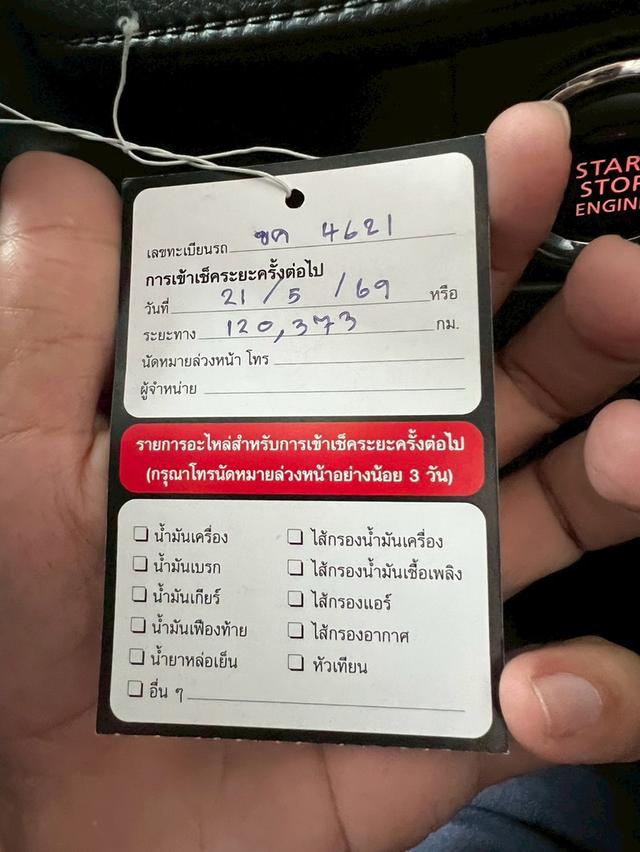 START
STOP
ENGINE
เลขทะเบียนรถ ขค 4621
การเข้าเช็คระยะครั้งต่อไป
วันที่ 21 / 5 / 69 หรือ
ระยะทาง 120,373 กม.
นัดหมายล่วงหน้า โทร
ผู้จำหน่าย
รายการอะไหล่สำหรับการเข้าเช็คระยะครั้งต่อไป
(กรุณาโทรนัดหมายล่วงหน้าอย่างน้อย 3 วัน)
น้ำมันเครื่อง ไส้กรองน้ำมันเครื่อง
น้ำมันเบรก ไส้กรองน้ำมันเชื้อเพลิง
น้ำมันเกียร์ ไส้กรองแอร์
น้ำมันเฟืองท้าย ไส้กรองอากาศ
น้ำยาหล่อเย็น หัวเทียน
อื่น ๆ